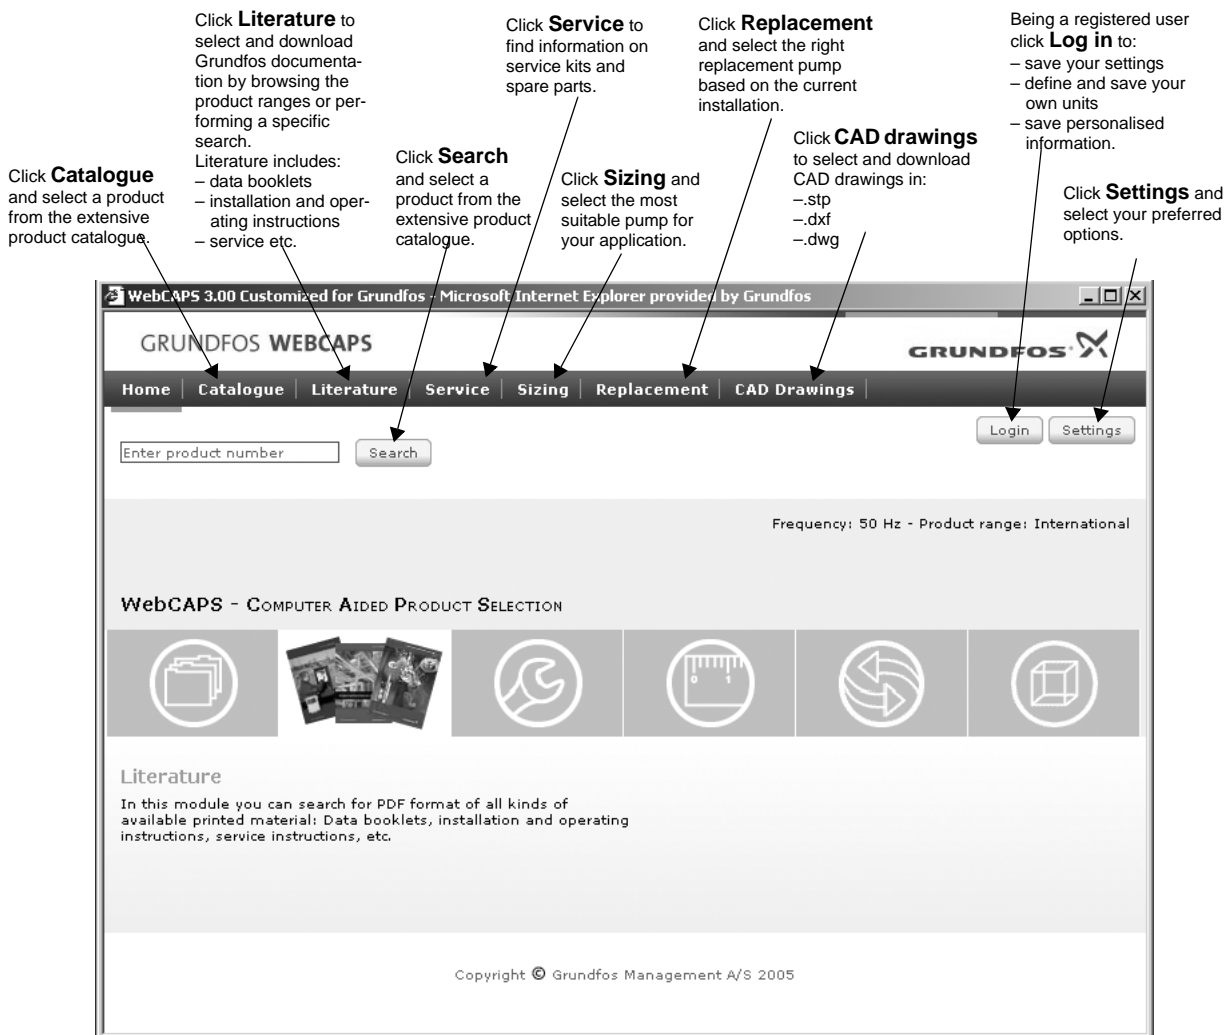 Click Literature to
select and download
Grundfos documenta-
tion by browsing the
product ranges or per-
forming a specific
search.
Literature includes:
– data booklets
– installation and oper-
ating instructions
– service etc.
Click Service to
find information on
service kits and
spare parts.
Click Replacement
and select the right
replacement pump
based on the current
installation.
Being a registered user
click Log in to:
– save your settings
– define and save your
own units
– save personalised
information.
Click Catalogue
and select a product
from the extensive
product catalogue.
Click Search
and select a
product from the
extensive product
catalogue.
Click Sizing and
select the most
suitable pump for
your application.
Click CAD drawings
to select and download
CAD drawings in:
–.stp
–.dxf
–.dwg
Click Settings and
select your preferred
options.
WebCAPS 3.00 Customized for Grundfos - Microsoft Internet Explorer provided by Grundfos
GRUNDFOS WEBCAPS
GRUNDFOS
Home | Catalogue | Literature | Service | Sizing | Replacement | CAD Drawings |
Login Settings
Enter product number Search
Frequency: 50 Hz - Product range: International
WebCAPS - COMPUTER AIDED PRODUCT SELECTION
0 1
Literature
In this module you can search for PDF format of all kinds of
available printed material: Data booklets, installation and operating
instructions, service instructions, etc.
Copyright © Grundfos Management A/S 2005